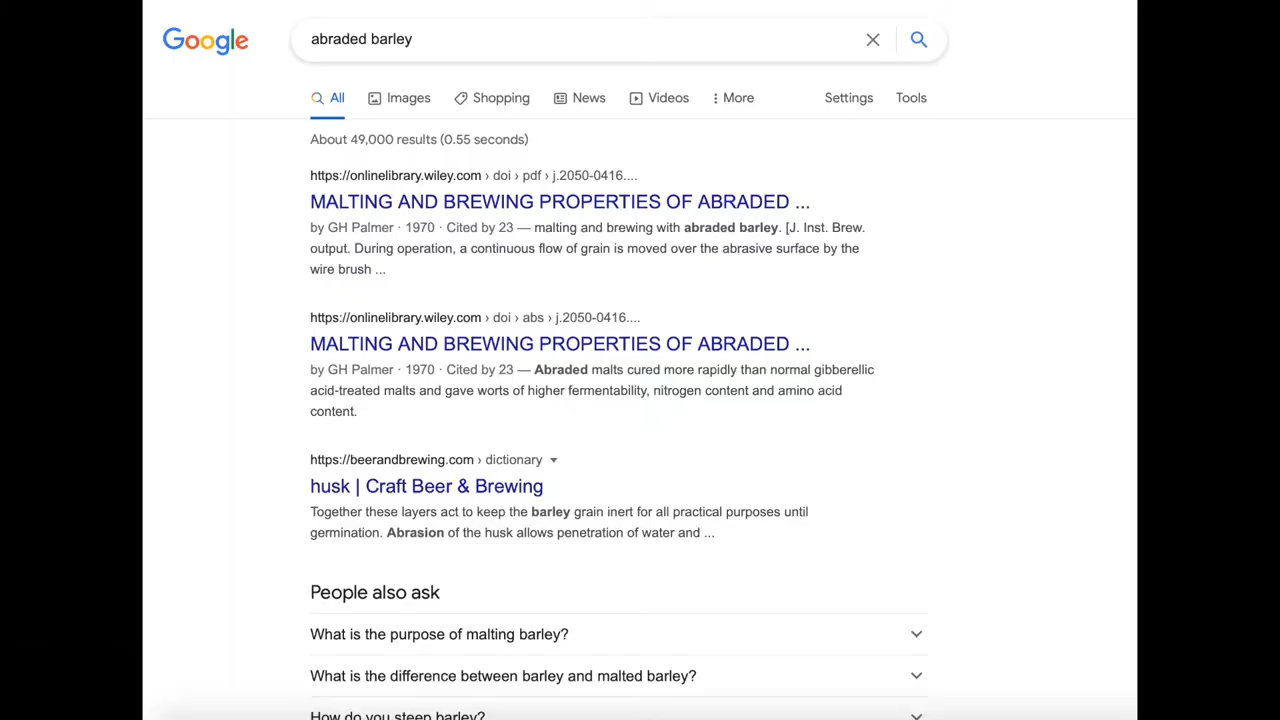 Google
abraded barley
All Images Shopping News Videos More Settings Tools
About 49,000 results (0.55 seconds)
https://onlinelibrary.wiley.com › doi › pdf › j.2050-0416....
MALTING AND BREWING PROPERTIES OF ABRADED ...
by GH Palmer · 1970 · Cited by 23 — malting and brewing with abraded barley. [J. Inst. Brew.
output. During operation, a continuous flow of grain is moved over the abrasive surface by the
wire brush ...
https://onlinelibrary.wiley.com › doi › abs › j.2050-0416....
MALTING AND BREWING PROPERTIES OF ABRADED ...
by GH Palmer · 1970 · Cited by 23 — Abraded malts cured more rapidly than normal gibberellic
acid-treated malts and gave worts of higher fermentability, nitrogen content and amino acid
content.
https://beerandbrewing.com › dictionary
husk | Craft Beer & Brewing
Together these layers act to keep the barley grain inert for all practical purposes until
germination. Abrasion of the husk allows penetration of water and ...
People also ask
What is the purpose of malting barley?
What is the difference between barley and malted barley?
How do you steep barley?